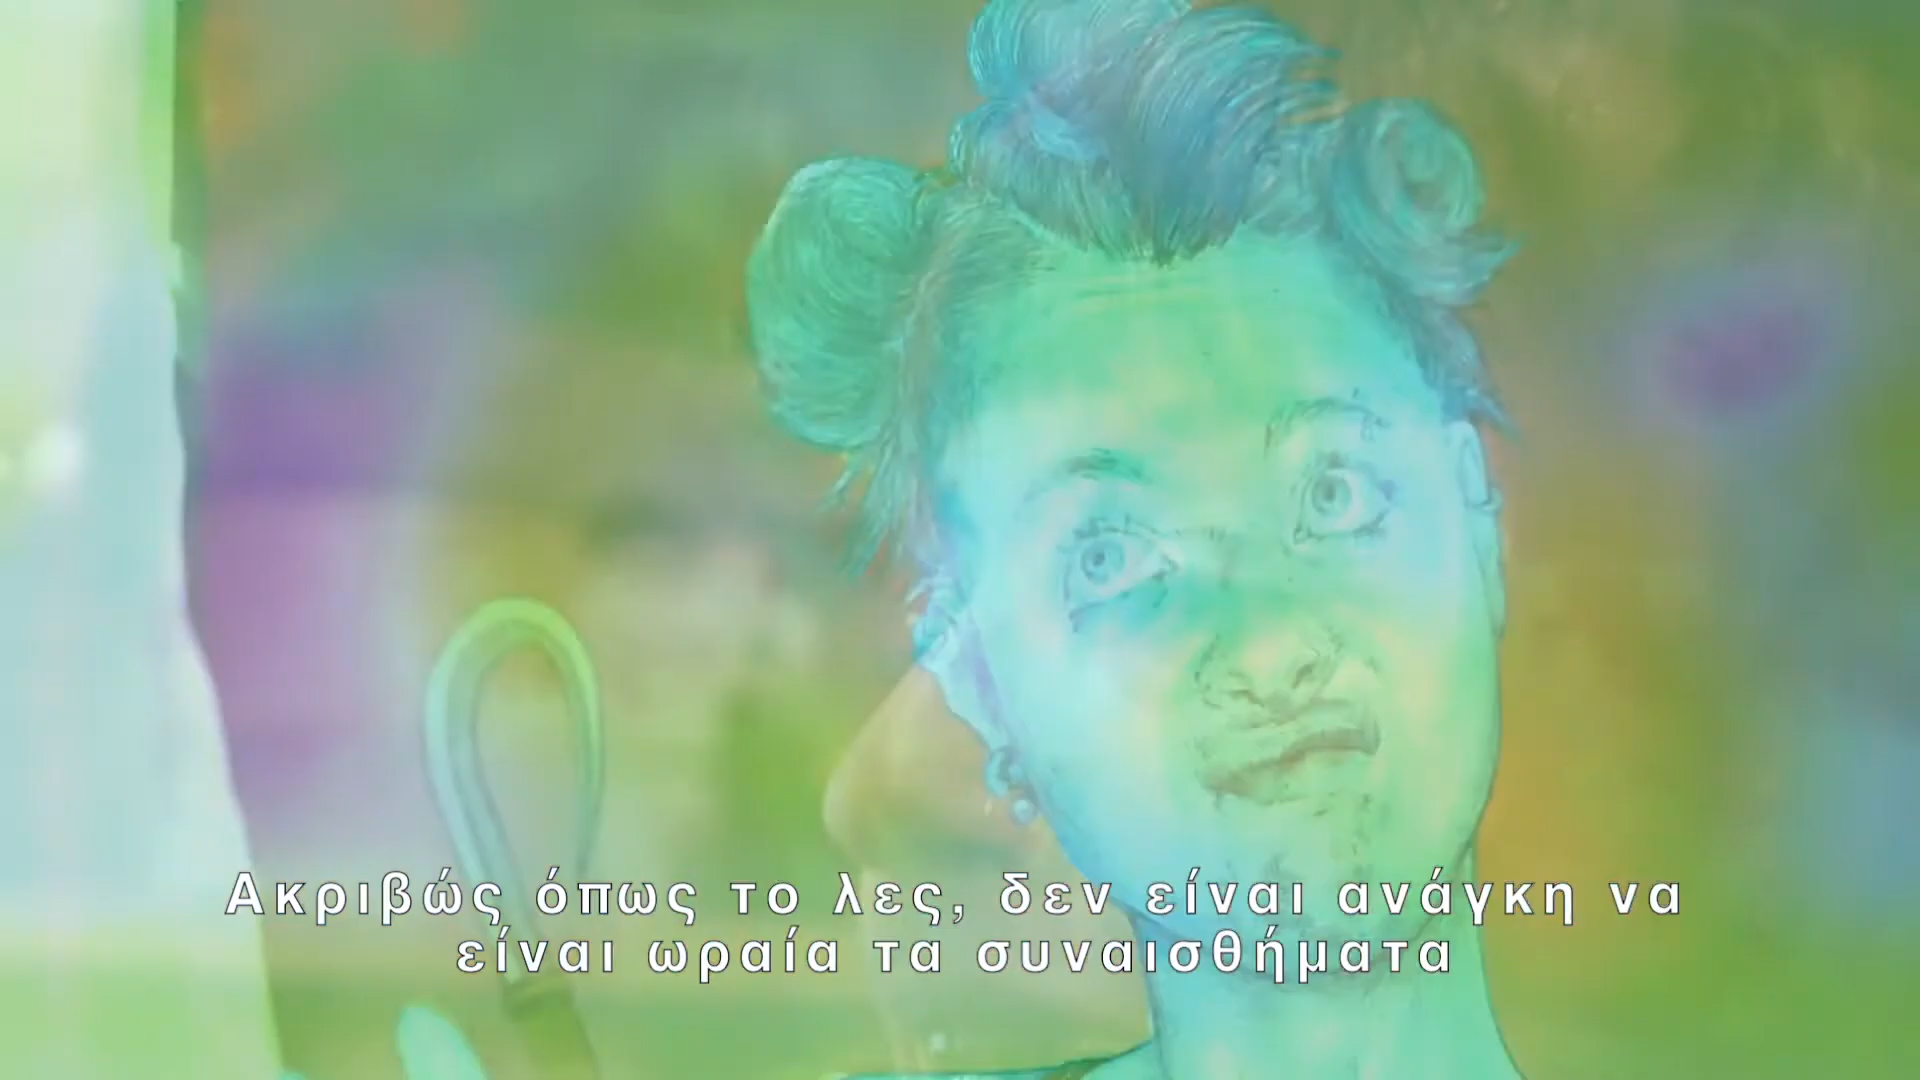 Ακριβώς όπως το λες, δεν είναι ανάγκη να
είναι ωραία τα συναισθήματα